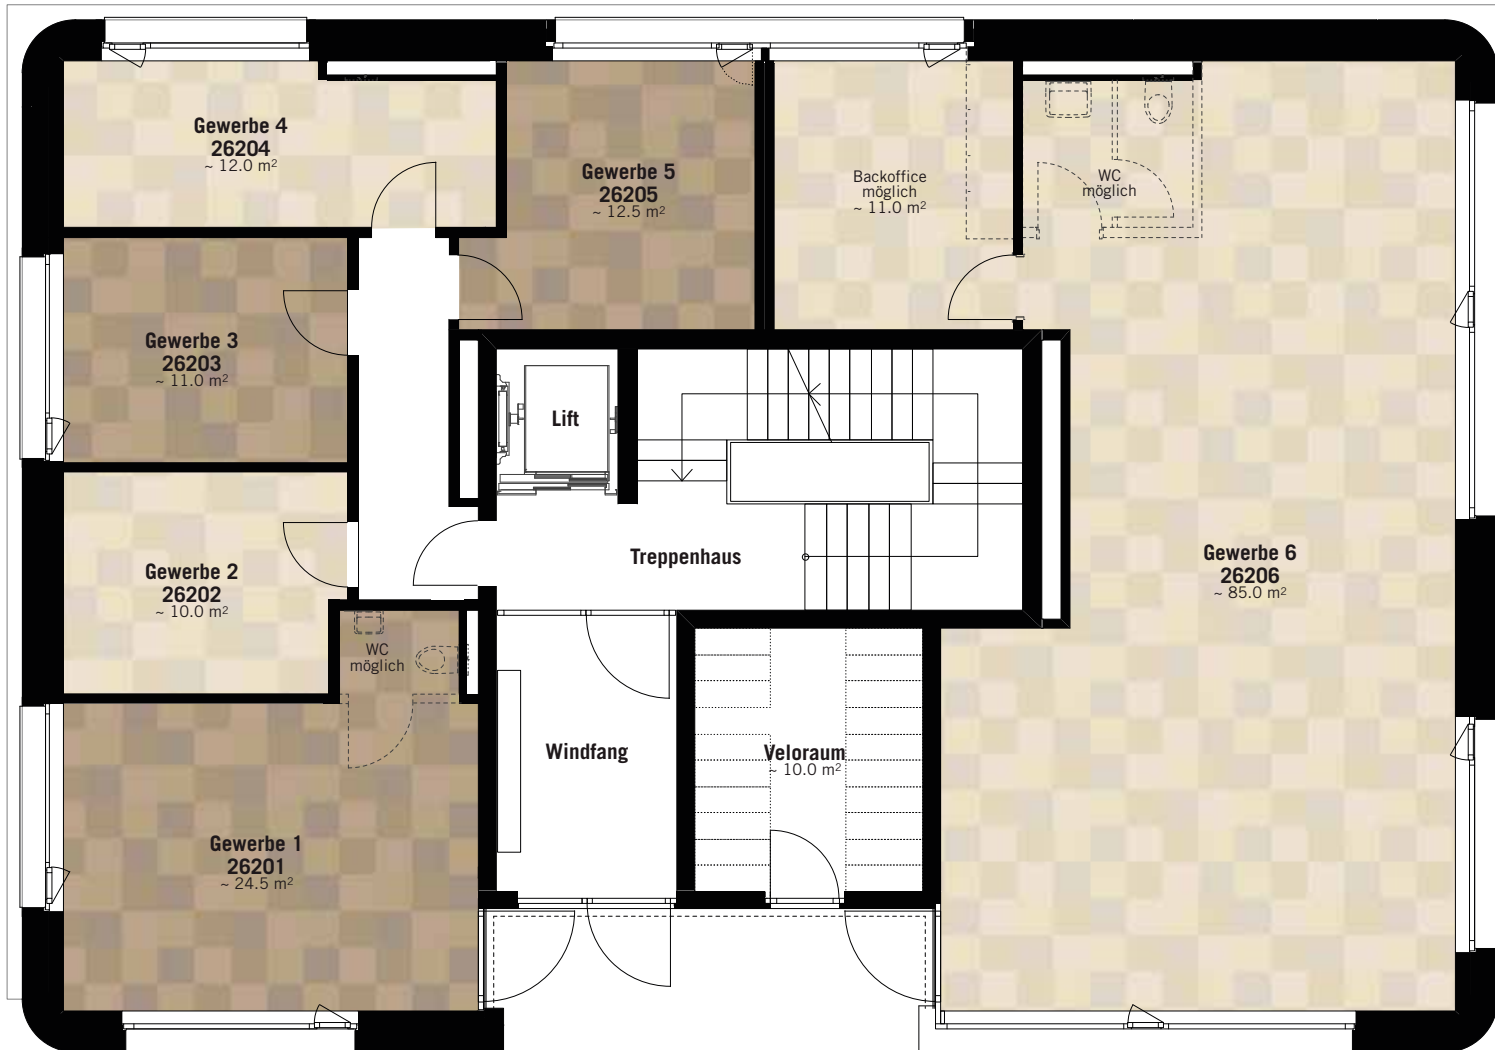 Gewerbe 4
26204
~ 12.0 m²
Gewerbe 5
26205
~ 12.5 m²
Backoffice
möglich
~ 11.0 m²
WC
möglich
Gewerbe 3
26203
~ 11.0 m²
Lift
Gewerbe 2
26202
~ 10.0 m²
Treppenhaus
Gewerbe 6
26206
~ 85.0 m²
WC
möglich
Windfang
Veloraum
~ 10.0 m²
Gewerbe 1
26201
~ 24.5 m²